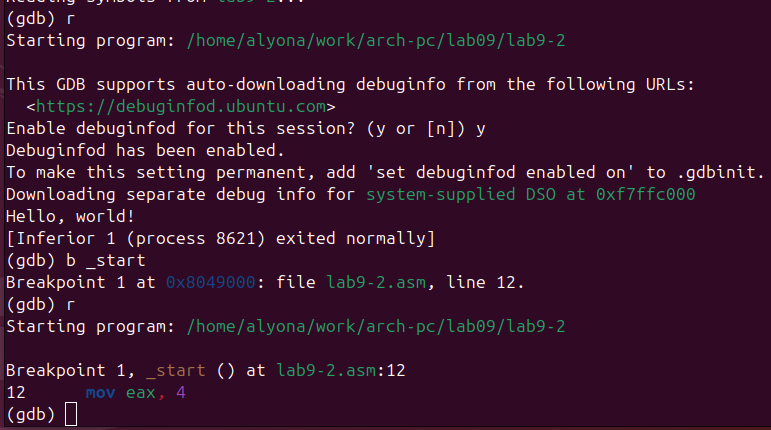 Reading symbols from lab9-2...
(gdb) r
Starting program: /home/alyona/work/arch-pc/lab09/lab9-2

This GDB supports auto-downloading debuginfo from the following URLs:
  <https://debuginfod.ubuntu.com>
Enable debuginfod for this session? (y or [n]) y
Debuginfod has been enabled.
To make this setting permanent, add 'set debuginfod enabled on' to .gdbinit.
Downloading separate debug info for system-supplied DSO at 0xf7ffc000
Hello, world!
[Inferior 1 (process 8621) exited normally]
(gdb) b _start
Breakpoint 1 at 0x8049000: file lab9-2.asm, line 12.
(gdb) r
Starting program: /home/alyona/work/arch-pc/lab09/lab9-2

Breakpoint 1, _start () at lab9-2.asm:12
12      mov eax, 4
(gdb)